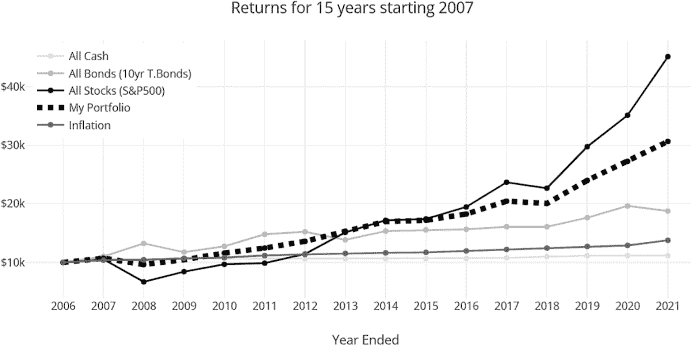 Returns for 15 years starting 2007
All Cash
All Bonds (10yr T.Bonds)
All Stocks (S&P500)
My Portfolio
Inflation
$40k
$30k
$20k
$10k
2006 2007 2008 2009 2010 2011 2012 2013 2014 2015 2016 2017 2018 2019 2020 2021
Year Ended